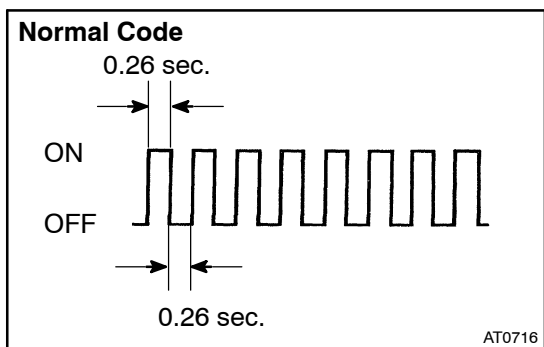 Normal Code
0.26 sec.
ON
OFF
0.26 sec.
AT0716